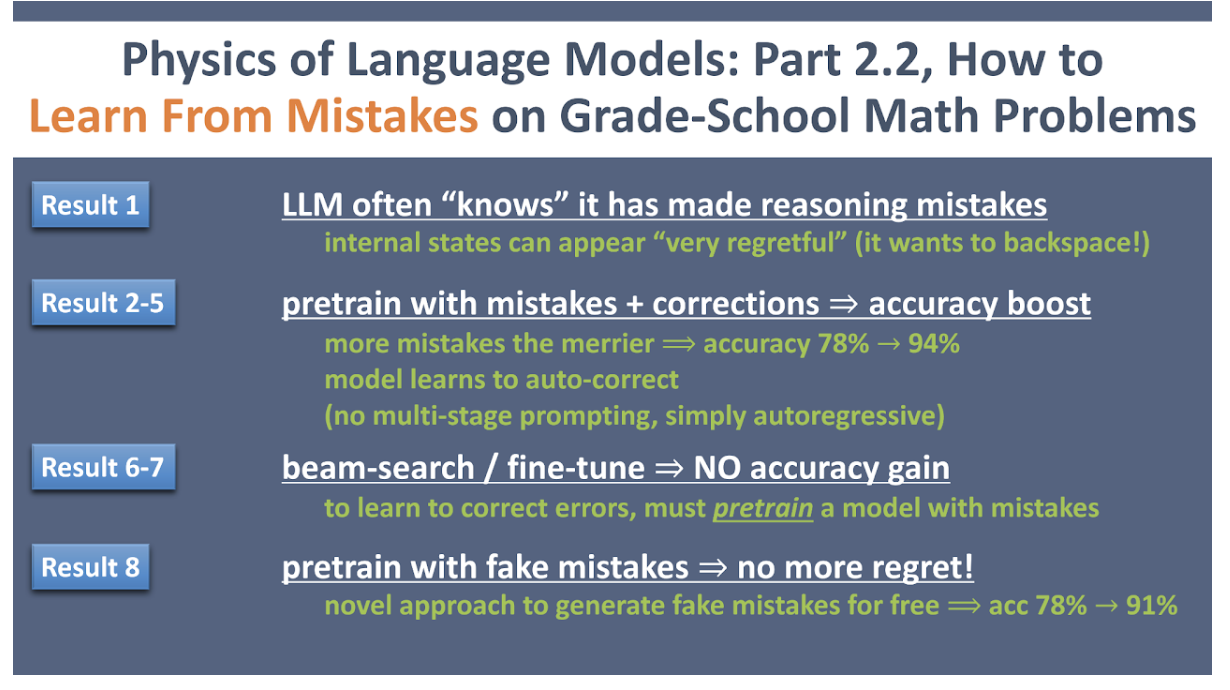 Physics of Language Models: Part 2.2, How to
Learn From Mistakes on Grade-School Math Problems
Result 1
LLM often “knows” it has made reasoning mistakes
internal states can appear “very regretful” (it wants to backspace!)
Result 2-5
pretrain with mistakes + corrections ⇒ accuracy boost
more mistakes the merrier ⟹ accuracy 78% → 94%
model learns to auto-correct
(no multi-stage prompting, simply autoregressive)
Result 6-7
beam-search / fine-tune ⇒ NO accuracy gain
to learn to correct errors, must pretrain a model with mistakes
Result 8
pretrain with fake mistakes ⇒ no more regret!
novel approach to generate fake mistakes for free ⟹ acc 78% → 91%